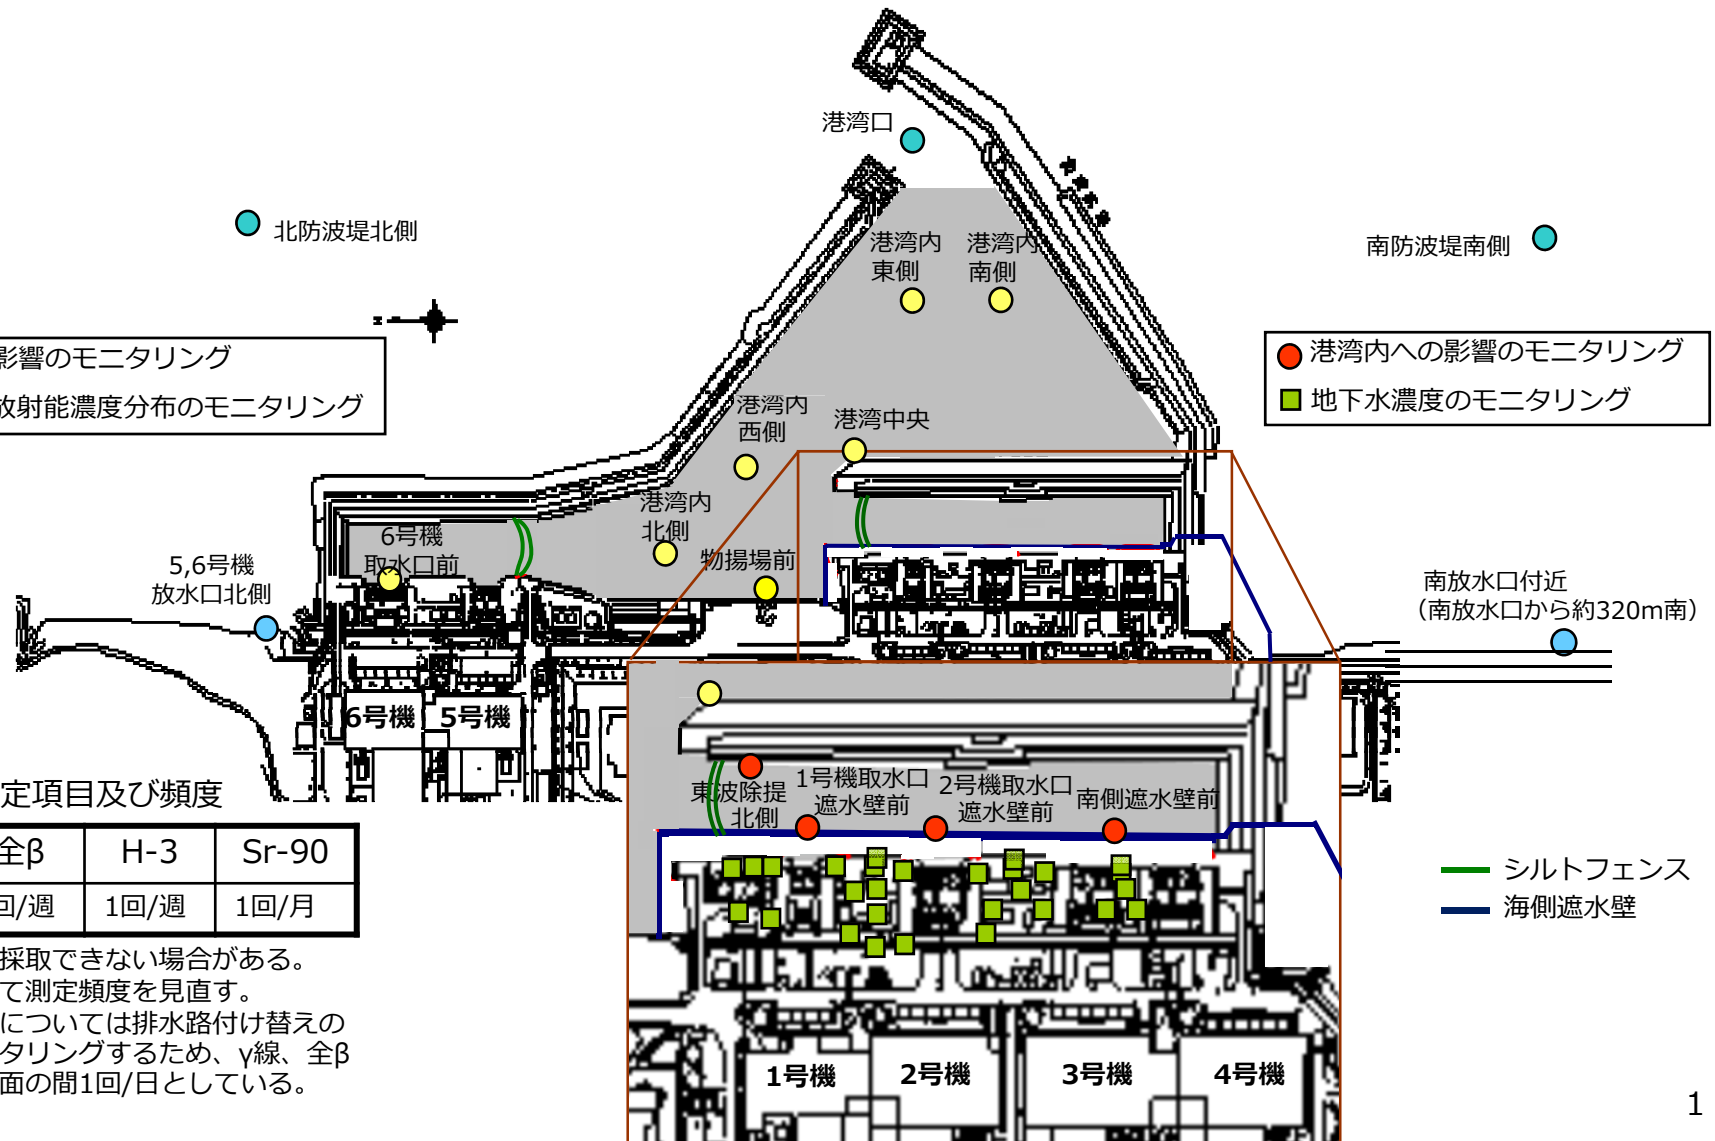 港湾口
北防波堤北側
南防波堤南側
港湾内
東側
港湾内
南側
影響のモニタリング
放射能濃度分布のモニタリング
港湾内への影響のモニタリング
地下水濃度のモニタリング
港湾内
西側
港湾中央
港湾内
北側
物揚場前
6号機
取水口前
5,6号機
放水口北側
南放水口付近
（南放水口から約320m南）
6号機
5号機
東波除堤
北側
1号機取水口
遮水壁前
2号機取水口
遮水壁前
南側遮水壁前
定項目及び頻度
全β H-3 Sr-90
回/週 1回/週 1回/月
採取できない場合がある。
て測定頻度を見直す。
については排水路付け替えの
タリングするため、γ線、全β
面の間1回/日としている。
シルトフェンス
海側遮水壁
1号機
2号機
3号機
4号機
1